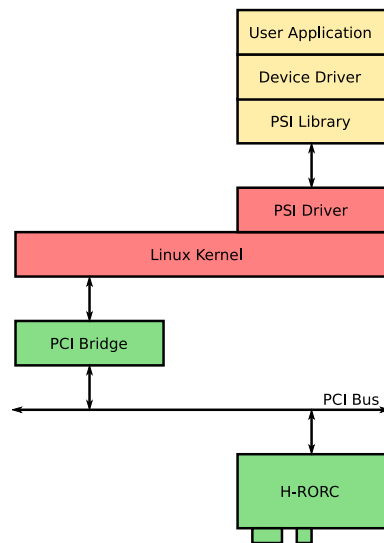 User Application
Device Driver
PSI Library
PSI Driver
Linux Kernel
PCI Bridge
PCI Bus
H-RORC